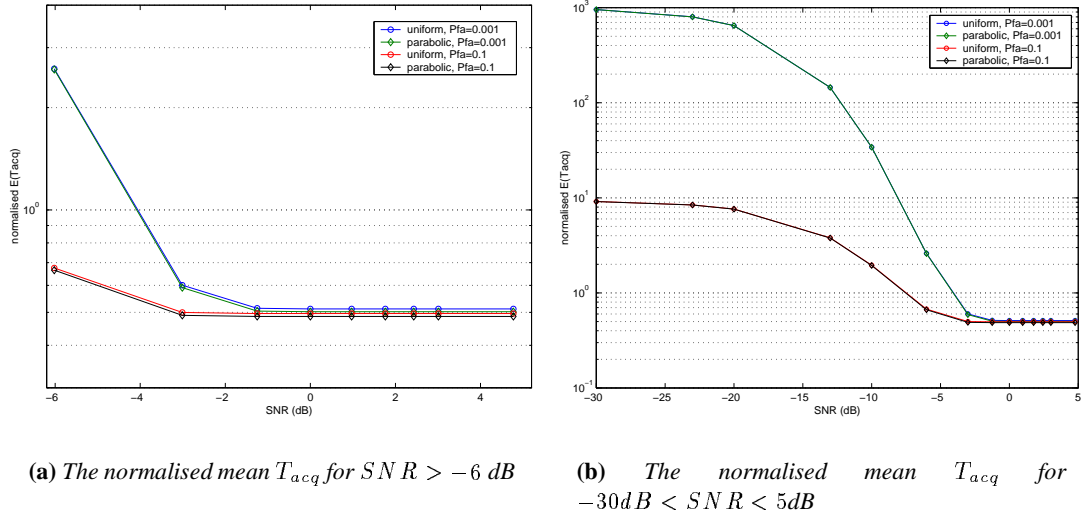 normalised E(Tacq)
10^0
uniform, Pfa=0.001
parabolic, Pfa=0.001
uniform, Pfa=0.1
parabolic, Pfa=0.1
−6 −4 −2 0 2 4
SNR (dB)
(a) The normalised mean T_{acq} for SNR > −6 dB
normalised E(Tacq)
10^3
10^2
10^1
10^0
10^{−1}
uniform, Pfa=0.001
parabolic, Pfa=0.001
uniform, Pfa=0.1
parabolic, Pfa=0.1
−30 −25 −20 −15 −10 −5 0 5
SNR (dB)
(b) The normalised mean T_{acq} for
−30dB < SNR < 5dB